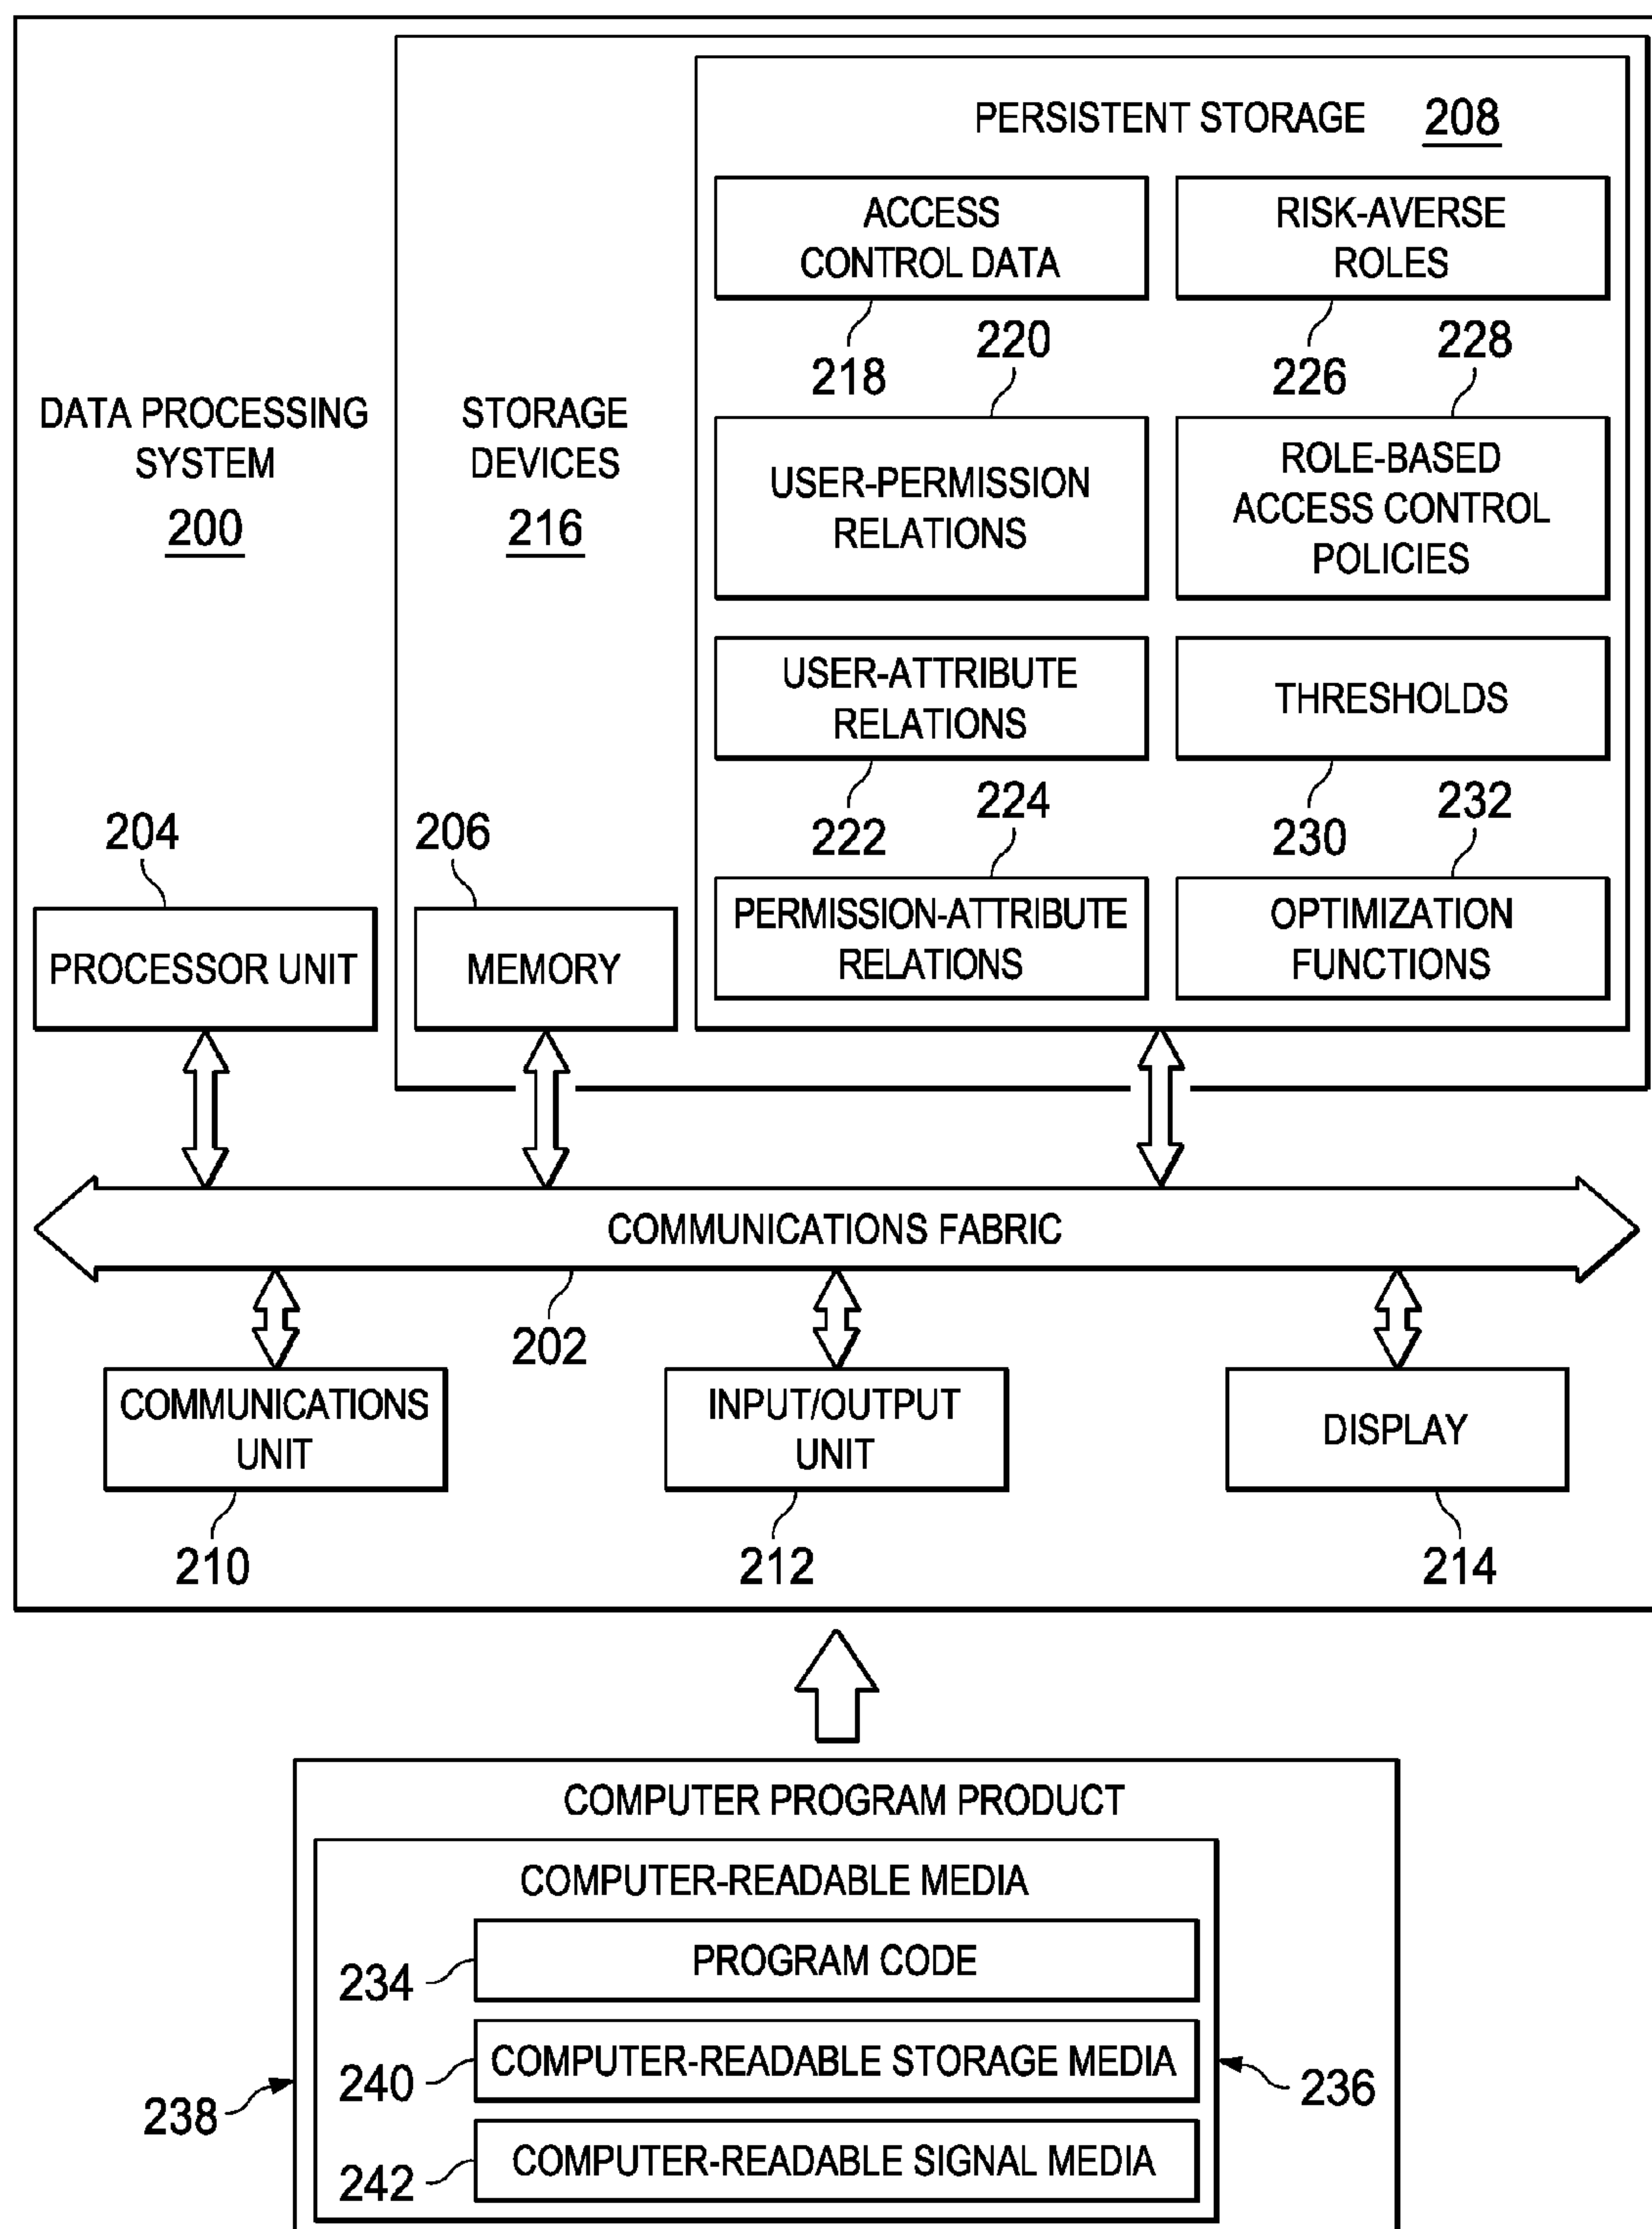 PERSISTENT STORAGE 208
ACCESS
CONTROL DATA
RISK-AVERSE
ROLES
218
220
226
228
DATA PROCESSING
SYSTEM
200
STORAGE
DEVICES
216
USER-PERMISSION
RELATIONS
ROLE-BASED
ACCESS CONTROL
POLICIES
USER-ATTRIBUTE
RELATIONS
THRESHOLDS
204
206
222
224
230
232
PROCESSOR UNIT
MEMORY
PERMISSION-ATTRIBUTE
RELATIONS
OPTIMIZATION
FUNCTIONS
COMMUNICATIONS FABRIC
202
COMMUNICATIONS
UNIT
INPUT/OUTPUT
UNIT
DISPLAY
210
212
214
COMPUTER PROGRAM PRODUCT
COMPUTER-READABLE MEDIA
234
PROGRAM CODE
240
COMPUTER-READABLE STORAGE MEDIA
238
236
242
COMPUTER-READABLE SIGNAL MEDIA